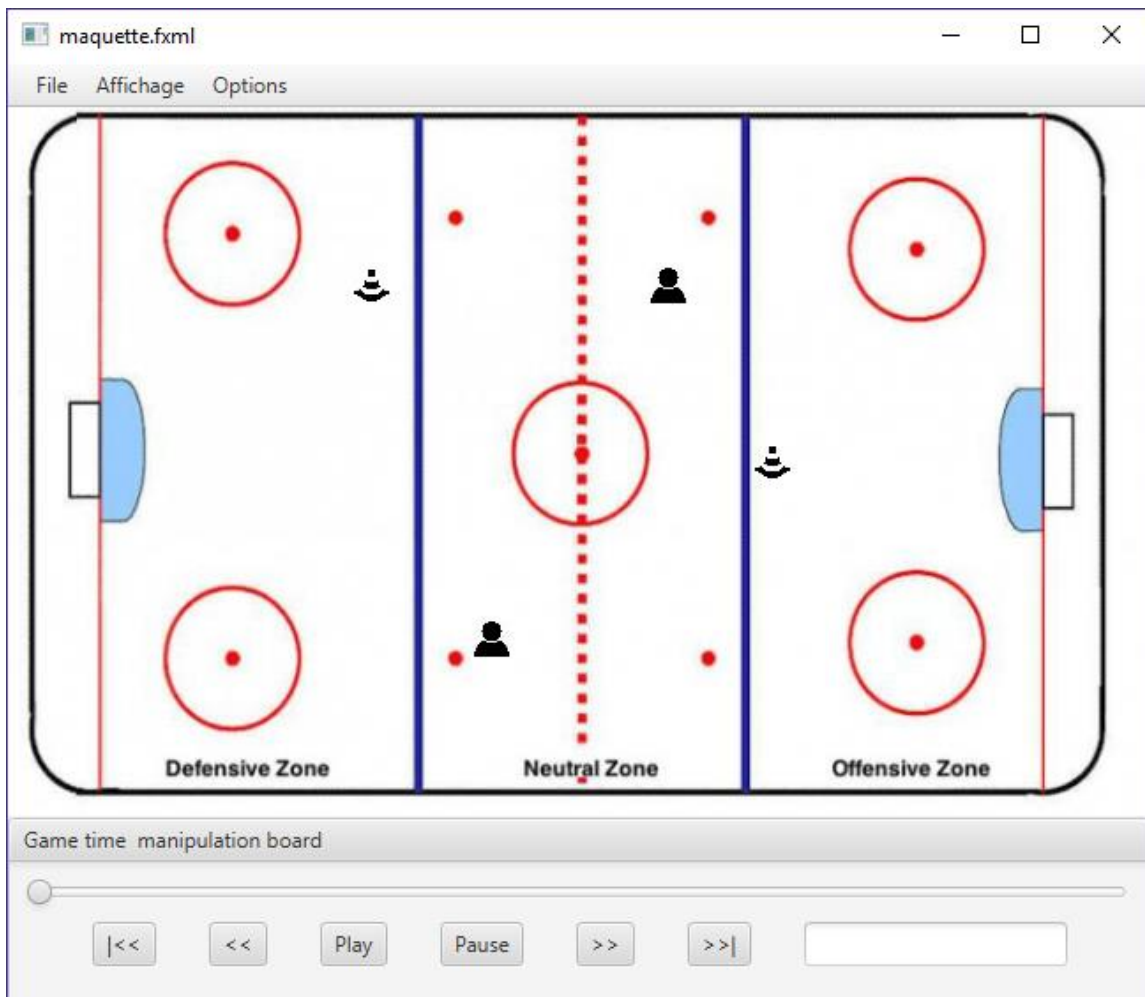 maquette.fxml
File Affichage Options
Defensive Zone Neutral Zone Offensive Zone
Game time  manipulation board
|<< << Play Pause >> >>|